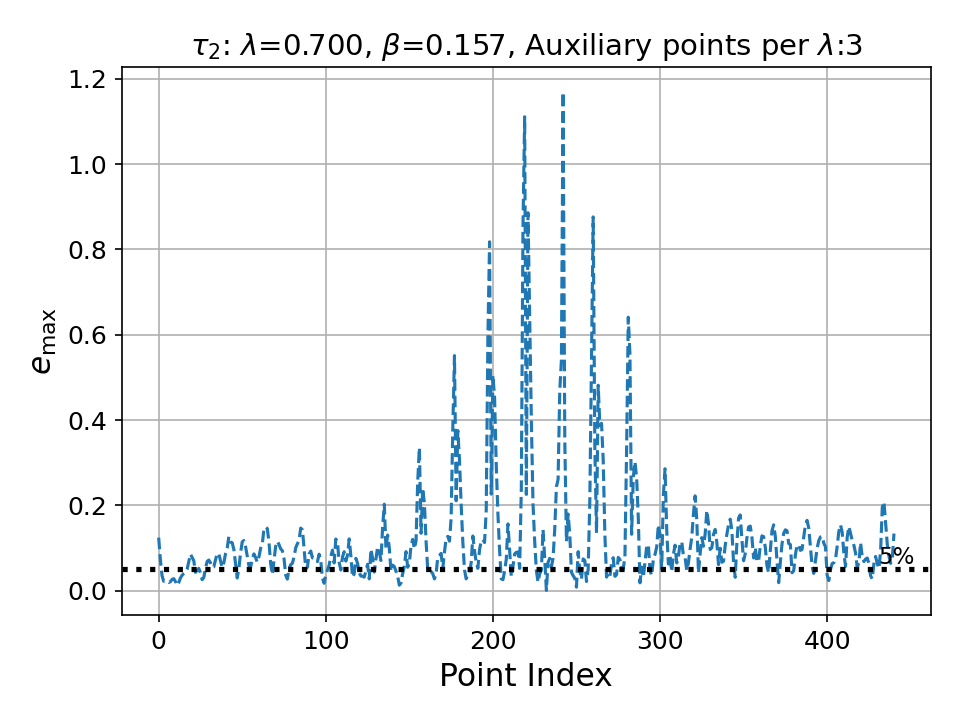 τ₂: λ=0.700, β=0.157, Auxiliary points per λ:3
1.2
1.0
0.8
0.6
0.4
0.2
0.0
e_max
5%
0 100 200 300 400
Point Index